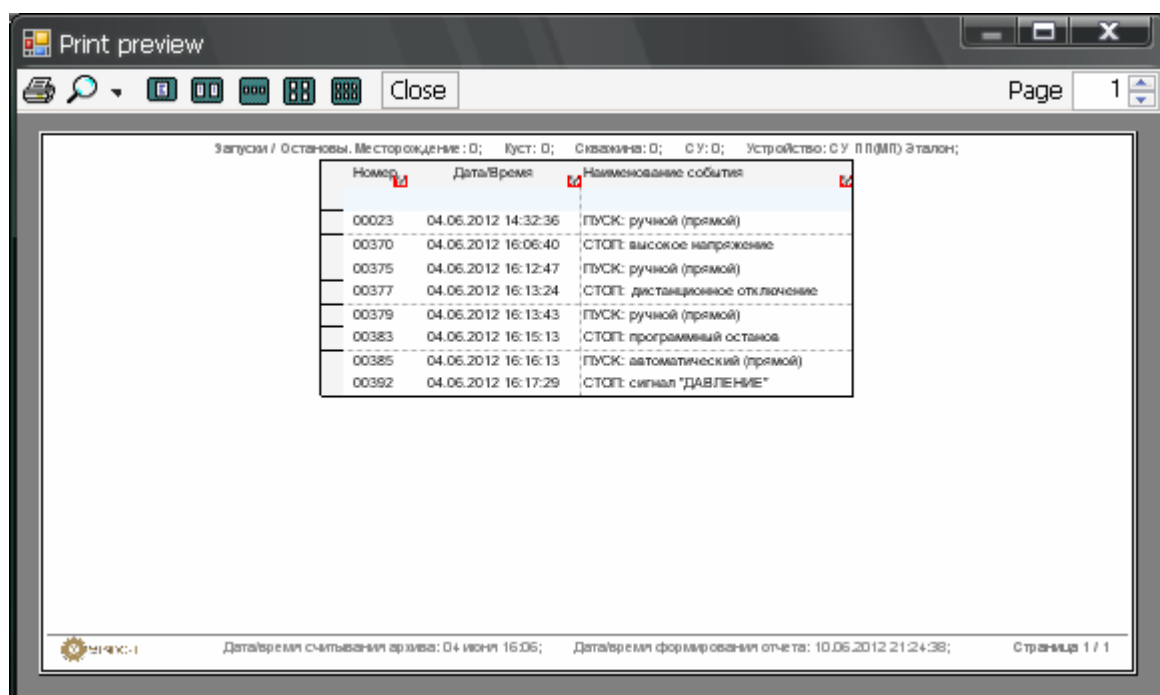 Print preview
Close Page 1
Запуски / Остановы. Месторождение: 0; Куст: 0; Скважина: 0; СУ: 0; Устройство: СУ ПП(МП) Эталон;
Номер Дата/Время Наименование события
00023 04.06.2012 14:32:36 ПУСК: ручной (прямой)
00370 04.06.2012 16:06:40 СТОП: высокое напряжение
00375 04.06.2012 16:12:47 ПУСК: ручной (прямой)
00377 04.06.2012 16:13:24 СТОП: дистанционное отключение
00379 04.06.2012 16:13:43 ПУСК: ручной (прямой)
00383 04.06.2012 16:15:13 СТОП: программный останов
00385 04.06.2012 16:16:13 ПУСК: автоматический (прямой)
00392 04.06.2012 16:17:29 СТОП: сигнал "ДАВЛЕНИЕ"
Дата/время считывания архива: 04 июня 16:06; Дата/время формирования отчета: 10.06.2012 21:24:38; Страница 1 / 1